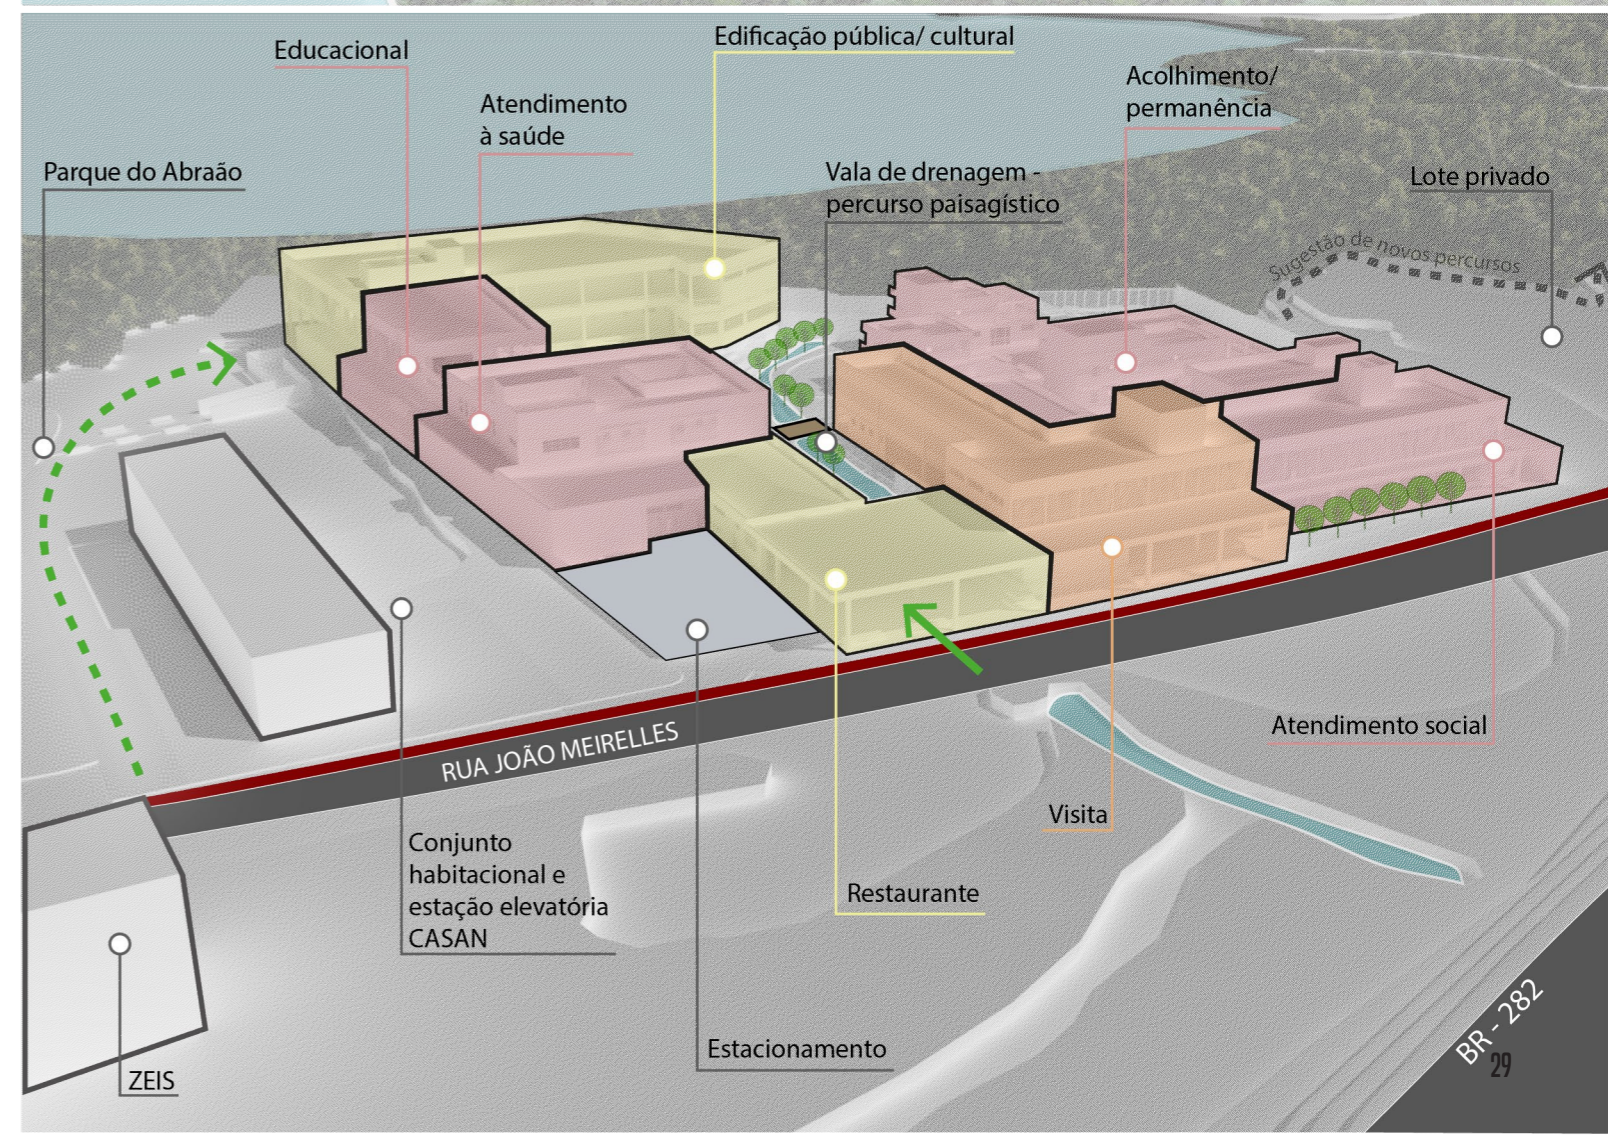 Edificação pública/ cultural
Educacional
Acolhimento/
permanência
Atendimento
à saúde
Parque do Abraão
Vala de drenagem -
percurso paisagístico
Lote privado
Sugestão de novos percursos
RUA JOÃO MEIRELLES
Atendimento social
Visita
Conjunto
habitacional e
estação elevatória
CASAN
Restaurante
BR - 282
Estacionamento
29
ZEIS